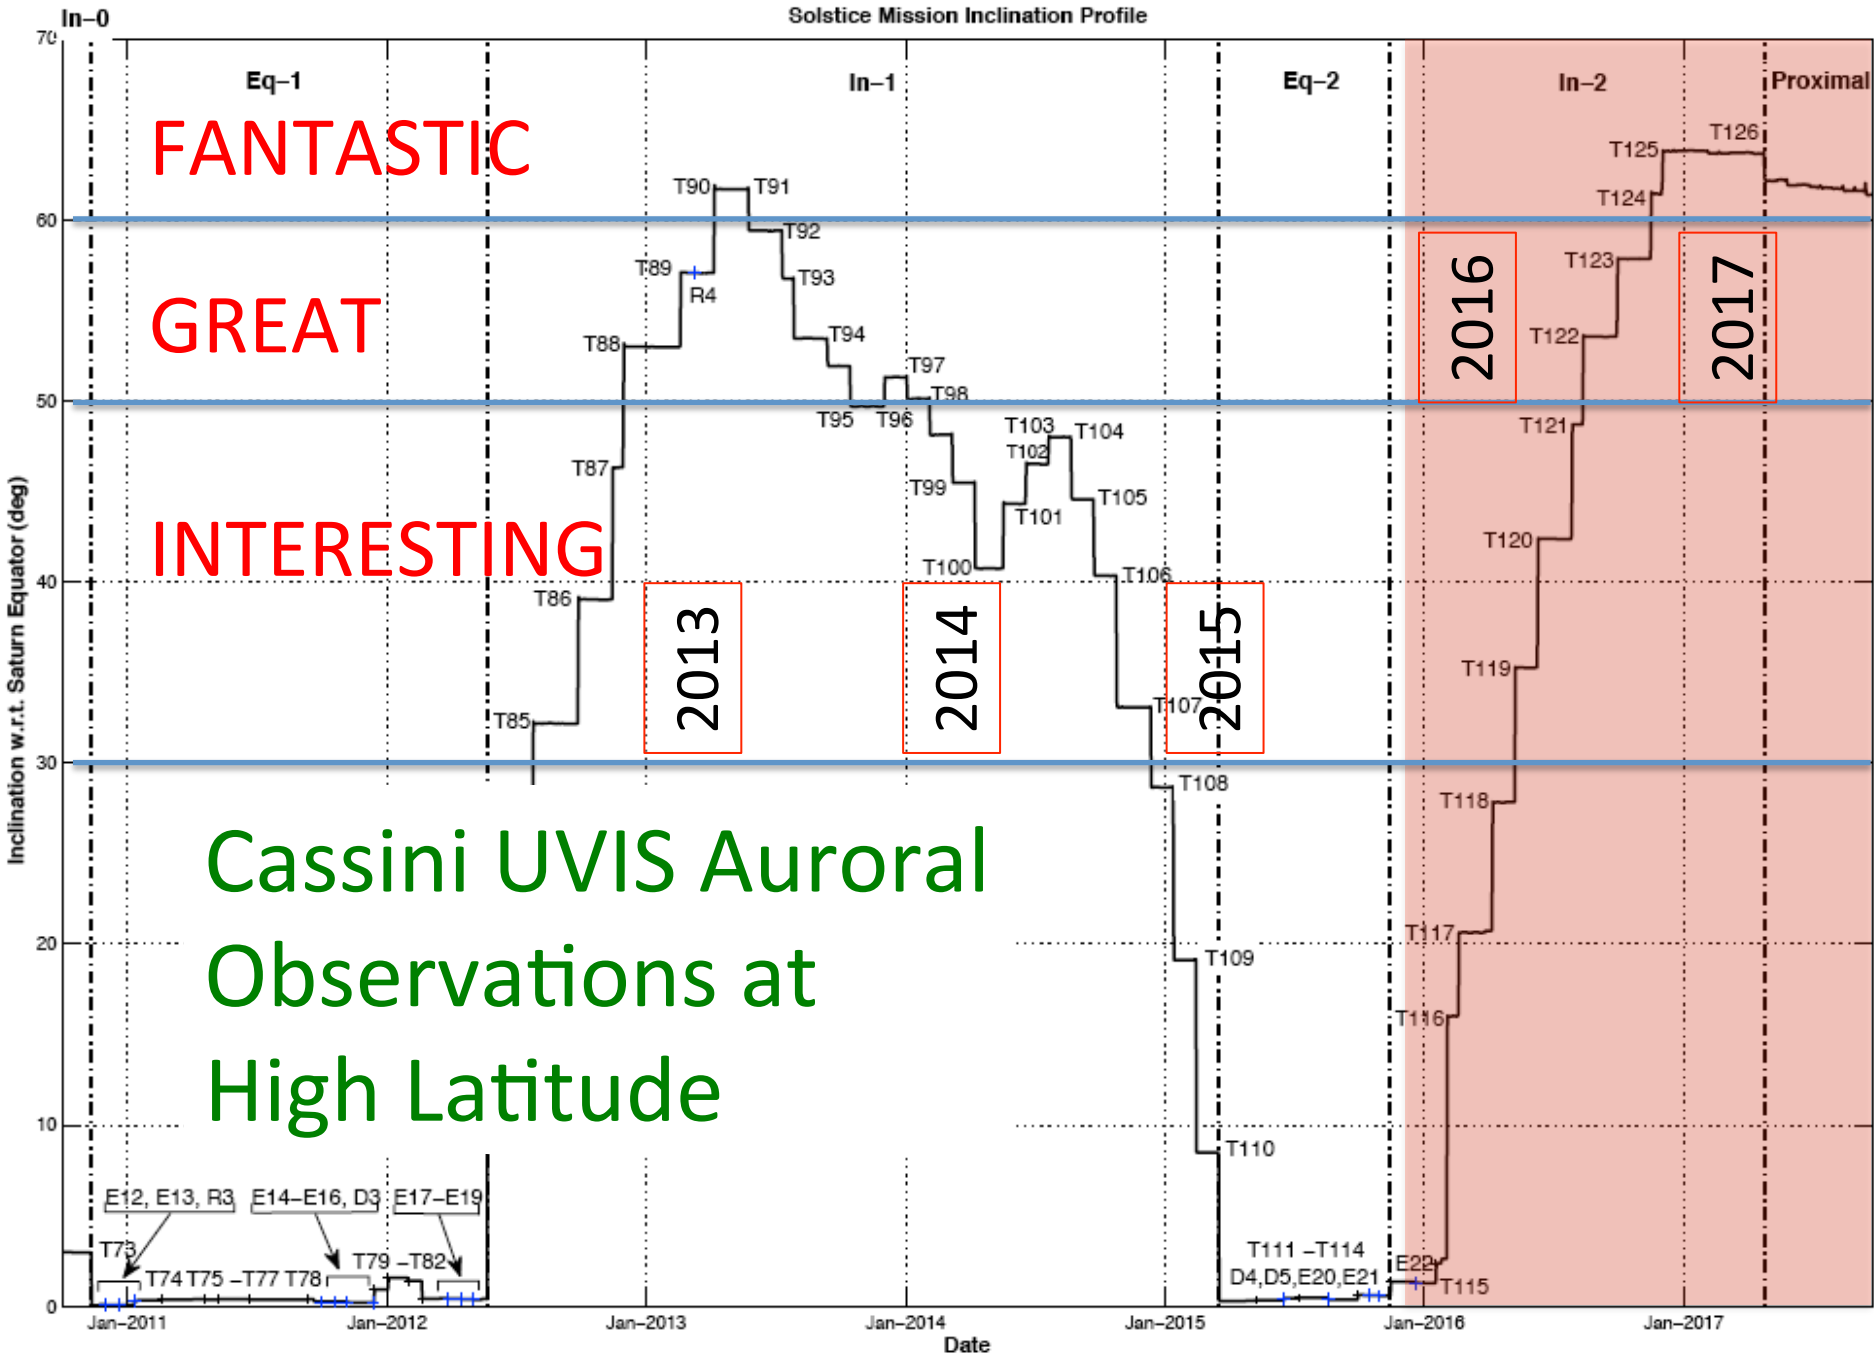 In–0
Solstice Mission Inclination Profile
70
Eq–1
In–1
Eq–2
In–2
Proximal
FANTASTIC
T126
T125
T90
T91
T124
60
T92
T89
R4
T93
T123
2016
2017
GREAT
T94
T122
T88
T97
T98
50
T95
T96
T103
T104
T121
T102
T87
T99
T105
T101
INTERESTING
T120
T100
T106
40
T86
2013
2014
2015
T119
T107
T85
30
T108
T118
Inclination w.r.t. Saturn Equator (deg)
Cassini UVIS Auroral
Observations at
High Latitude
20
T117
T109
T116
10
T110
E12, E13, R3
E14–E16, D3
E17–E19
T73
T74 T75 –T77 T78
T79 –T82
T111 –T114
D4,D5,E20,E21
E22
T115
0
Jan–2011
Jan–2012
Jan–2013
Jan–2014
Jan–2015
Jan–2016
Jan–2017
Date